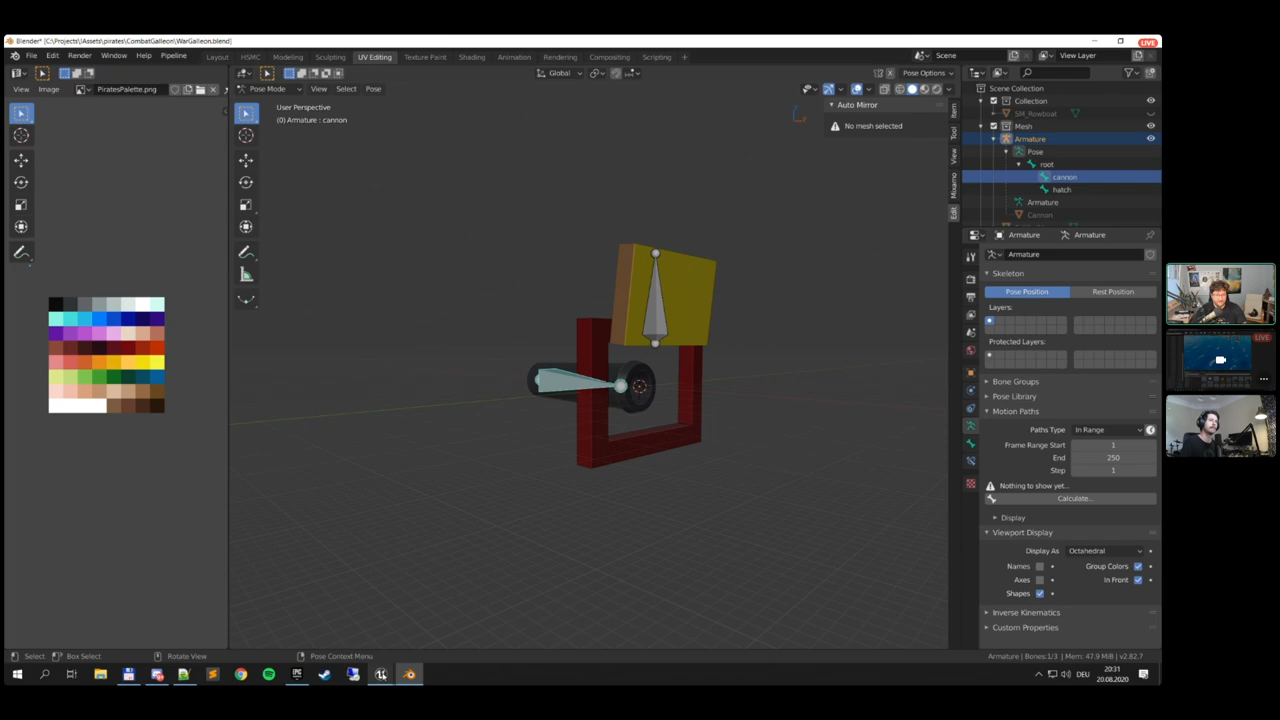 Blender* [C:\Projects\Assets\pirates\CombatGalleon\WarGalleon.blend]
LIVE
File Edit Render Window Help Pipeline Layout HSMC Modeling Sculpting UV Editing Texture Paint Shading Animation Rendering Compositing Scripting + Scene View Layer
Global Pose Options
View Image PiratesPalette.png Pose Mode View Select Add Pose
User Perspective
(0) Armature : cannon
Auto Mirror
No mesh selected
Item
Tool
View
Mixamo
Edit
Scene Collection
Collection
SM_Rowboat
Mesh
Armature
Pose
root
cannon
hatch
Armature
Cannon
Armature Armature
Armature
Skeleton
Pose Position Rest Position
Layers:
Protected Layers:
Bone Groups
Pose Library
Motion Paths
Paths Type In Range
Frame Range Start 1
End 250
Step 1
Nothing to show yet...
Calculate...
Display
Viewport Display
Display As Octahedral
Names Group Colors
Axes In Front
Shapes
Inverse Kinematics
Custom Properties
Select Box Select Rotate View Pose Context Menu Armature | Bones:1/3 | Mem: 47.9 MiB | v2.82.7
LIVE
EPIC
DEU
20:31
20.08.2020